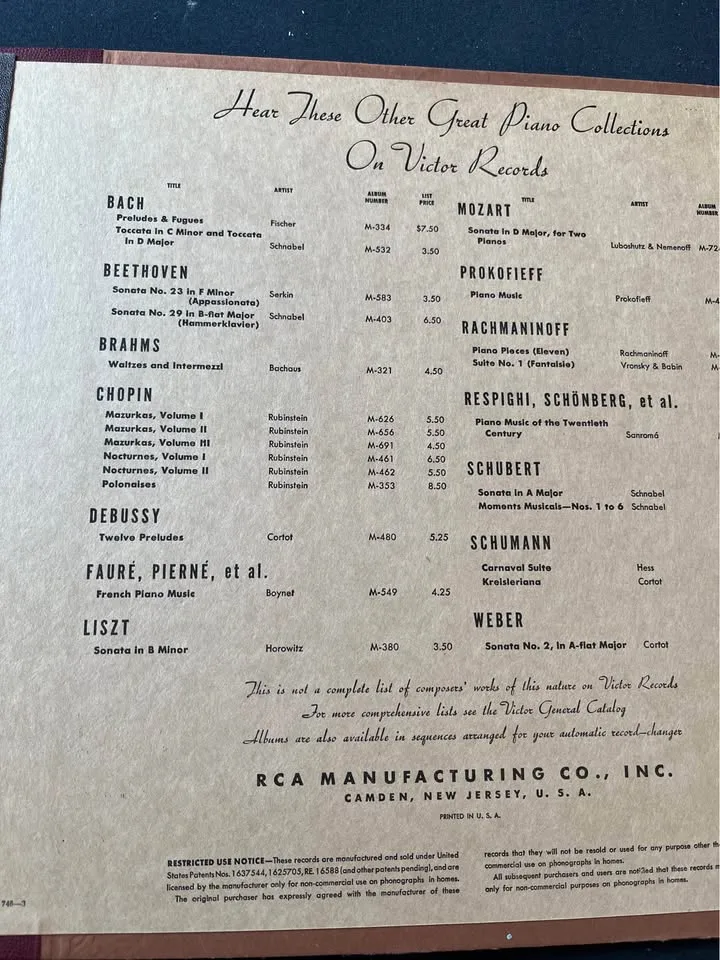 Hear These Other Great Piano Collections
On Victor Records
TITLE ARTIST ALBUM NUMBER LIST PRICE
BACH
Preludes & Fugues Fischer M-334 $7.50
Toccata in C Minor and Toccata
in D Major Schnabel M-532 3.50
BEETHOVEN
Sonata No. 23 in F Minor
(Appassionata) Serkin M-583 3.50
Sonata No. 29 in B-flat Major
(Hammerklavier) Schnabel M-403 6.50
BRAHMS
Waltzes and Intermezzi Bachaus M-321 4.50
CHOPIN
Mazurkas, Volume I Rubinstein M-626 5.50
Mazurkas, Volume II Rubinstein M-656 5.50
Mazurkas, Volume III Rubinstein M-691 4.50
Nocturnes, Volume I Rubinstein M-461 6.50
Nocturnes, Volume II Rubinstein M-462 5.50
Polonaises Rubinstein M-353 8.50
DEBUSSY
Twelve Preludes Cortot M-480 5.25
FAURÉ, PIERNÉ, et al.
French Piano Music Boynet M-549 4.25
LISZT
Sonata in B Minor Horowitz M-380 3.50
TITLE ARTIST ALBUM NUMBER
MOZART
Sonata in D Major, for Two
Pianos Luboshutz & Nemenoff M-72
PROKOFIEFF
Piano Music Prokofieff M-4
RACHMANINOFF
Piano Pieces (Eleven) Rachmaninoff M-
Suite No. 1 (Fantaisie) Vronsky & Babin M-
RESPIGHI, SCHÖNBERG, et al.
Piano Music of the Twentieth
Century Sanromá
SCHUBERT
Sonata in A Major Schnabel
Moments Musicals—Nos. 1 to 6 Schnabel
SCHUMANN
Carnaval Suite Hess
Kreisleriana Cortot
WEBER
Sonata No. 2, in A-flat Major Cortot
This is not a complete list of composers' works of this nature on Victor Records
For more comprehensive lists see the Victor General Catalog
Albums are also available in sequences arranged for your automatic record-changer
RCA MANUFACTURING CO., INC.
CAMDEN, NEW JERSEY, U. S. A.
PRINTED IN U. S. A.
RESTRICTED USE NOTICE—These records are manufactured and sold under United
States Patents Nos. 1637544, 1625705, RE. 16588 (and other Patents pending), and are
licensed by the manufacturer only for non-commercial use on phonographs in homes.
The original purchaser has expressly agreed with the manufacturer of these
records that they will not be resold or used for any purpose other th
commercial use on phonographs in homes.
All subsequent purchasers and users are notified that these records
only for non-commercial purposes on phonographs in homes.
748—3